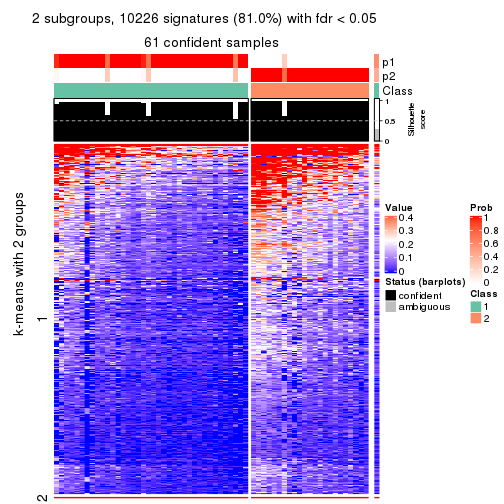 2 subgroups, 10226 signatures (81.0%) with fdr < 0.05
61 confident samples
p1
p2
Class
1
0.5
0
Silhouette
score
k-means with 2 groups
1
2
Value
0.4
0.3
0.2
0.1
0
Status (barplots)
confident
ambiguous
Prob
1
0.8
0.6
0.4
0.2
0
Class
1
2